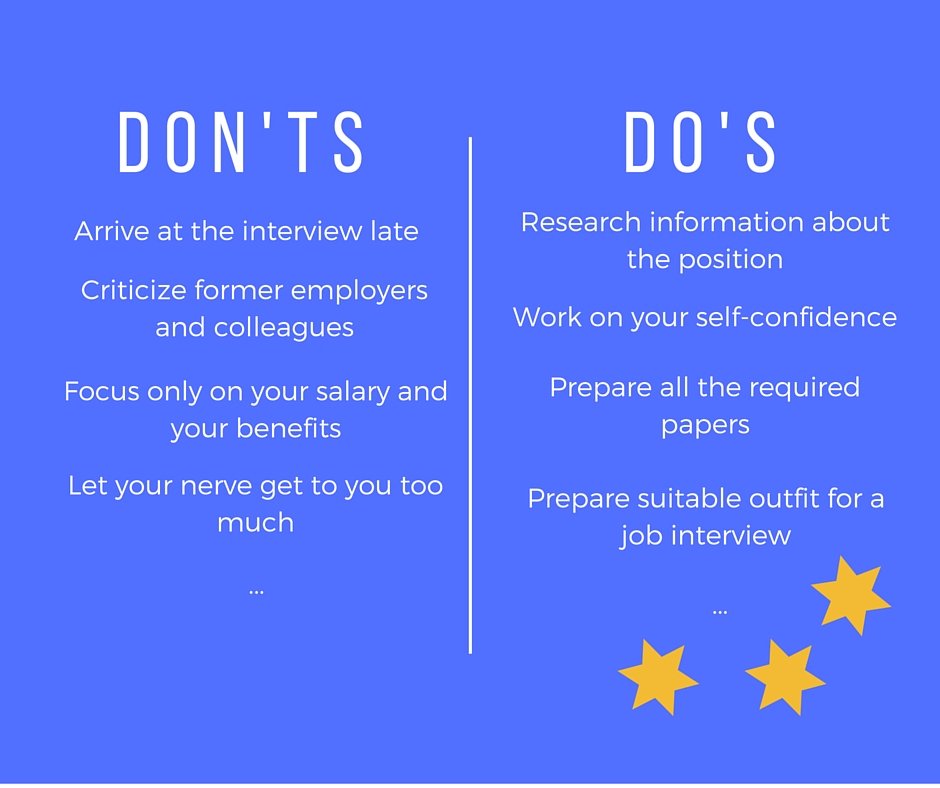 DON'TS
Arrive at the interview late
Criticize former employers
and colleagues
Focus only on your salary and
your benefits
Let your nerve get to you too
much
...
DO'S
Research information about
the position
Work on your self-confidence
Prepare all the required
papers
Prepare suitable outfit for a
job interview
...